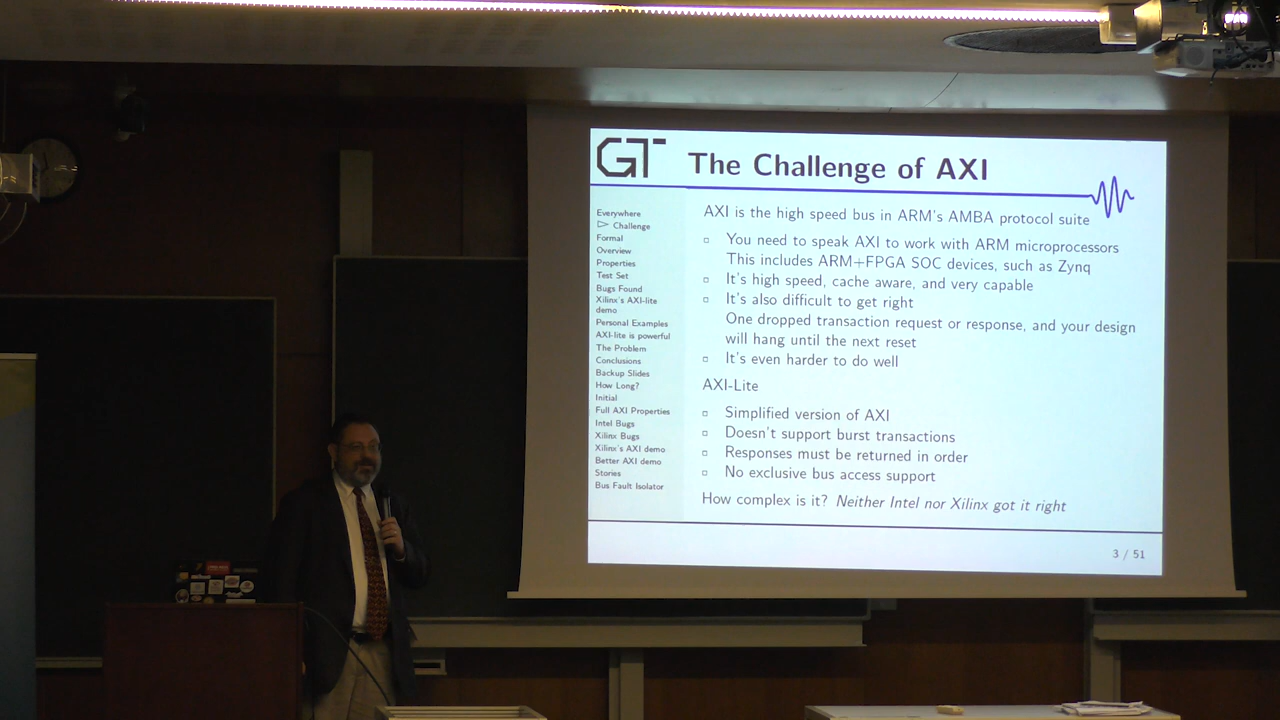 GT
The Challenge of AXI
Everywhere
▷ Challenge
Formal
Overview
Properties
Test Set
Bugs Found
Xilinx's AXI-lite
demo
Personal Examples
AXI-lite is powerful
The Problem
Conclusions
Backup Slides
How Long?
Initial
Full AXI Properties
Intel Bugs
Xilinx Bugs
Xilinx's AXI demo
Better AXI demo
Stories
Bus Fault Isolator
AXI is the high speed bus in ARM's AMBA protocol suite
You need to speak AXI to work with ARM microprocessors
This includes ARM+FPGA SOC devices, such as Zynq
It's high speed, cache aware, and very capable
It's also difficult to get right
One dropped transaction request or response, and your design
will hang until the next reset
It's even harder to do well
AXI-Lite
Simplified version of AXI
Doesn't support burst transactions
Responses must be returned in order
No exclusive bus access support
How complex is it? Neither Intel nor Xilinx got it right
3 / 51